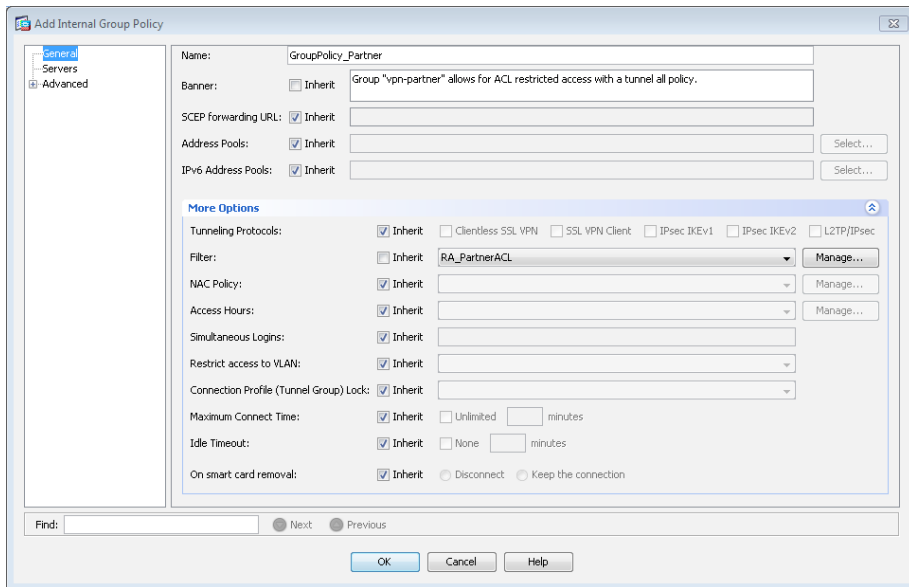 Add Internal Group Policy
General
Servers
Advanced
Name: GroupPolicy_Partner
Banner: Inherit Group "vpn-partner" allows for ACL restricted access with a tunnel all policy.
SCEP forwarding URL: Inherit
Address Pools: Inherit Select...
IPv6 Address Pools: Inherit Select...
More Options
Tunneling Protocols: Inherit Clientless SSL VPN SSL VPN Client IPsec IKEv1 IPsec IKEv2 L2TP/IPsec
Filter: Inherit RA_PartnerACL Manage...
NAC Policy: Inherit Manage...
Access Hours: Inherit Manage...
Simultaneous Logins: Inherit
Restrict access to VLAN: Inherit
Connection Profile (Tunnel Group) Lock: Inherit
Maximum Connect Time: Inherit Unlimited minutes
Idle Timeout: Inherit None minutes
On smart card removal: Inherit Disconnect Keep the connection
Find: Next Previous
OK Cancel Help